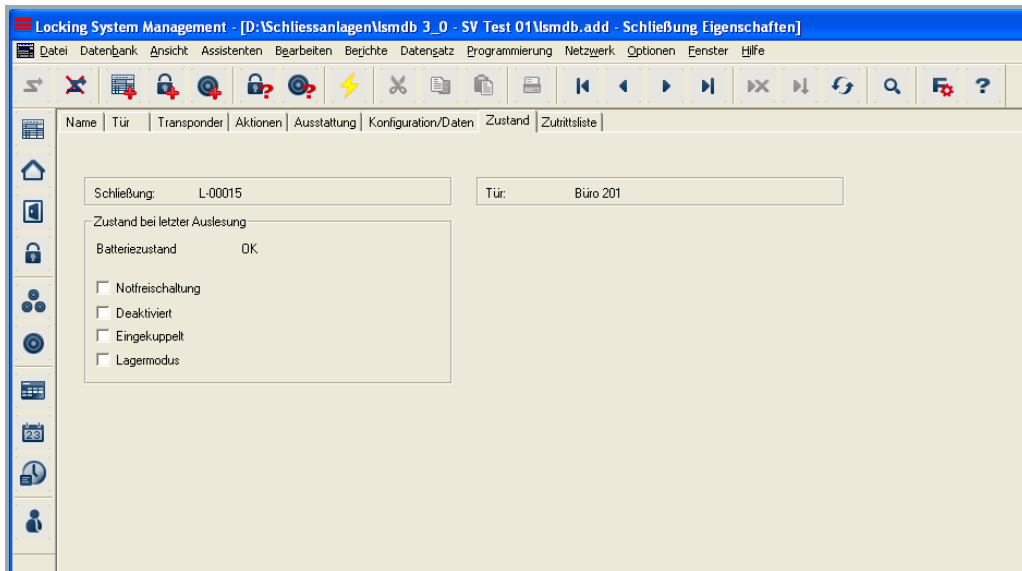 Locking System Management - [D:\Schliessanlagen\lsmdb 3_0 - SV Test 01\lsmdb.add - Schließung Eigenschaften]
Datei Datenbank Ansicht Assistenten Bearbeiten Berichte Datensatz Programmierung Netzwerk Optionen Fenster Hilfe
Name Tür Transponder Aktionen Ausstattung Konfiguration/Daten Zustand Zutrittsliste
Schließung: L-00015 Tür: Büro 201
Zustand bei letzter Auslesung
Batteriezustand OK
Notfreischaltung
Deaktiviert
Eingekuppelt
Lagermodus
23